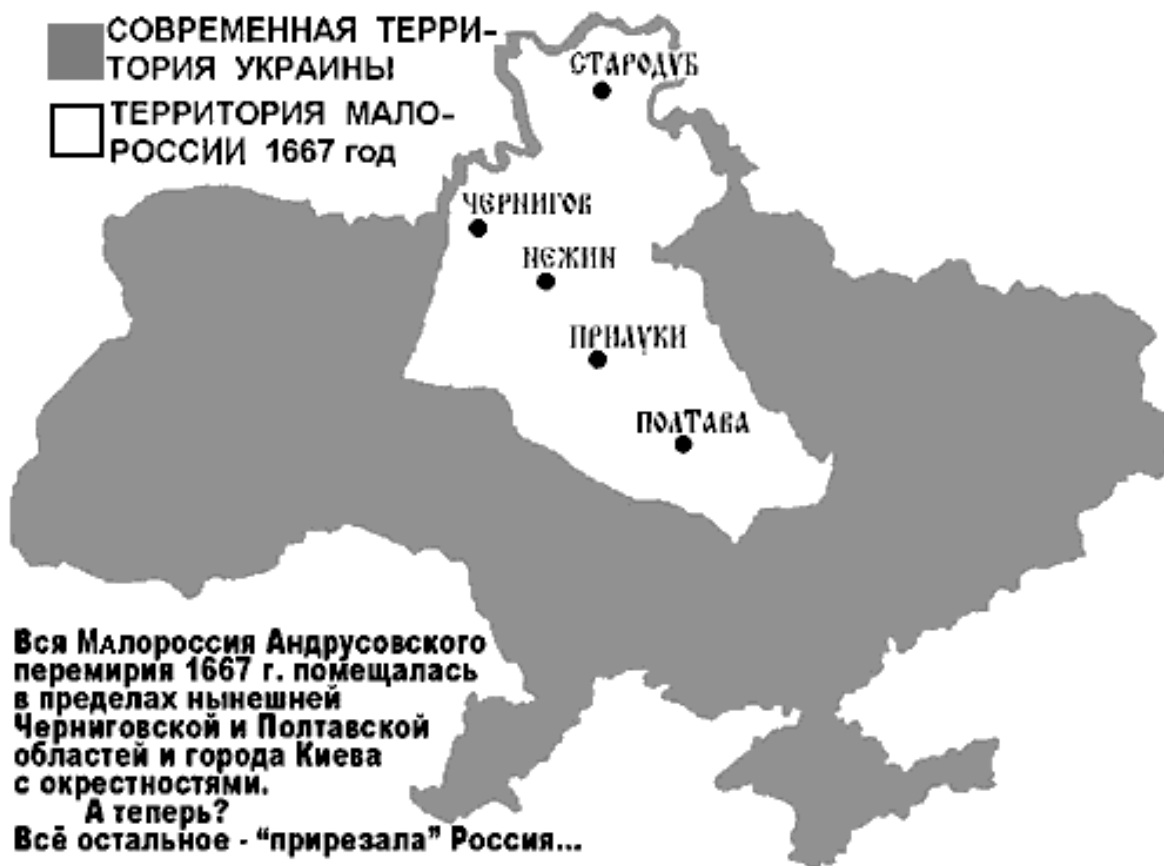 СОВРЕМЕННАЯ ТЕРРИ-
ТОРИЯ УКРАИНЫ
ТЕРРИТОРИЯ МАЛО-
РОССИИ 1667 год
СТАРОДУБ
ЧЕРНИГОВ
НЕЖИН
ПРИЛУКИ
ПОЛТАВА
Вся Малороссия Андрусовского
перемирия 1667 г. помещалась
в пределах нынешней
Черниговской и Полтавской
областей и города Киева
с окрестностями.
А теперь?
Всё остальное - “прирезала” Россия...